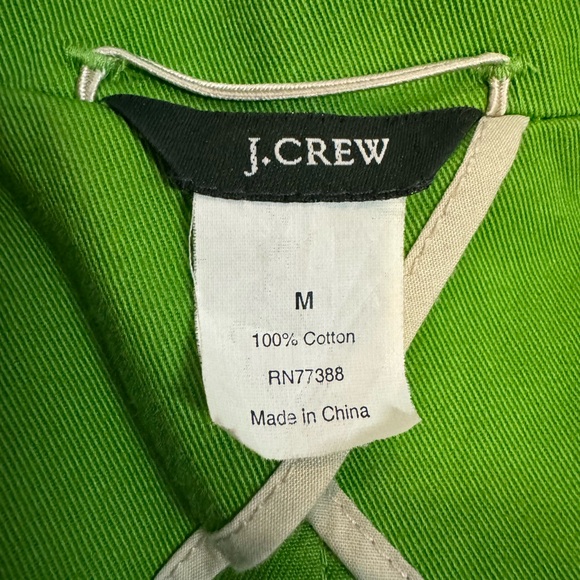 J.CREW
M
100% Cotton
RN77388
Made in China